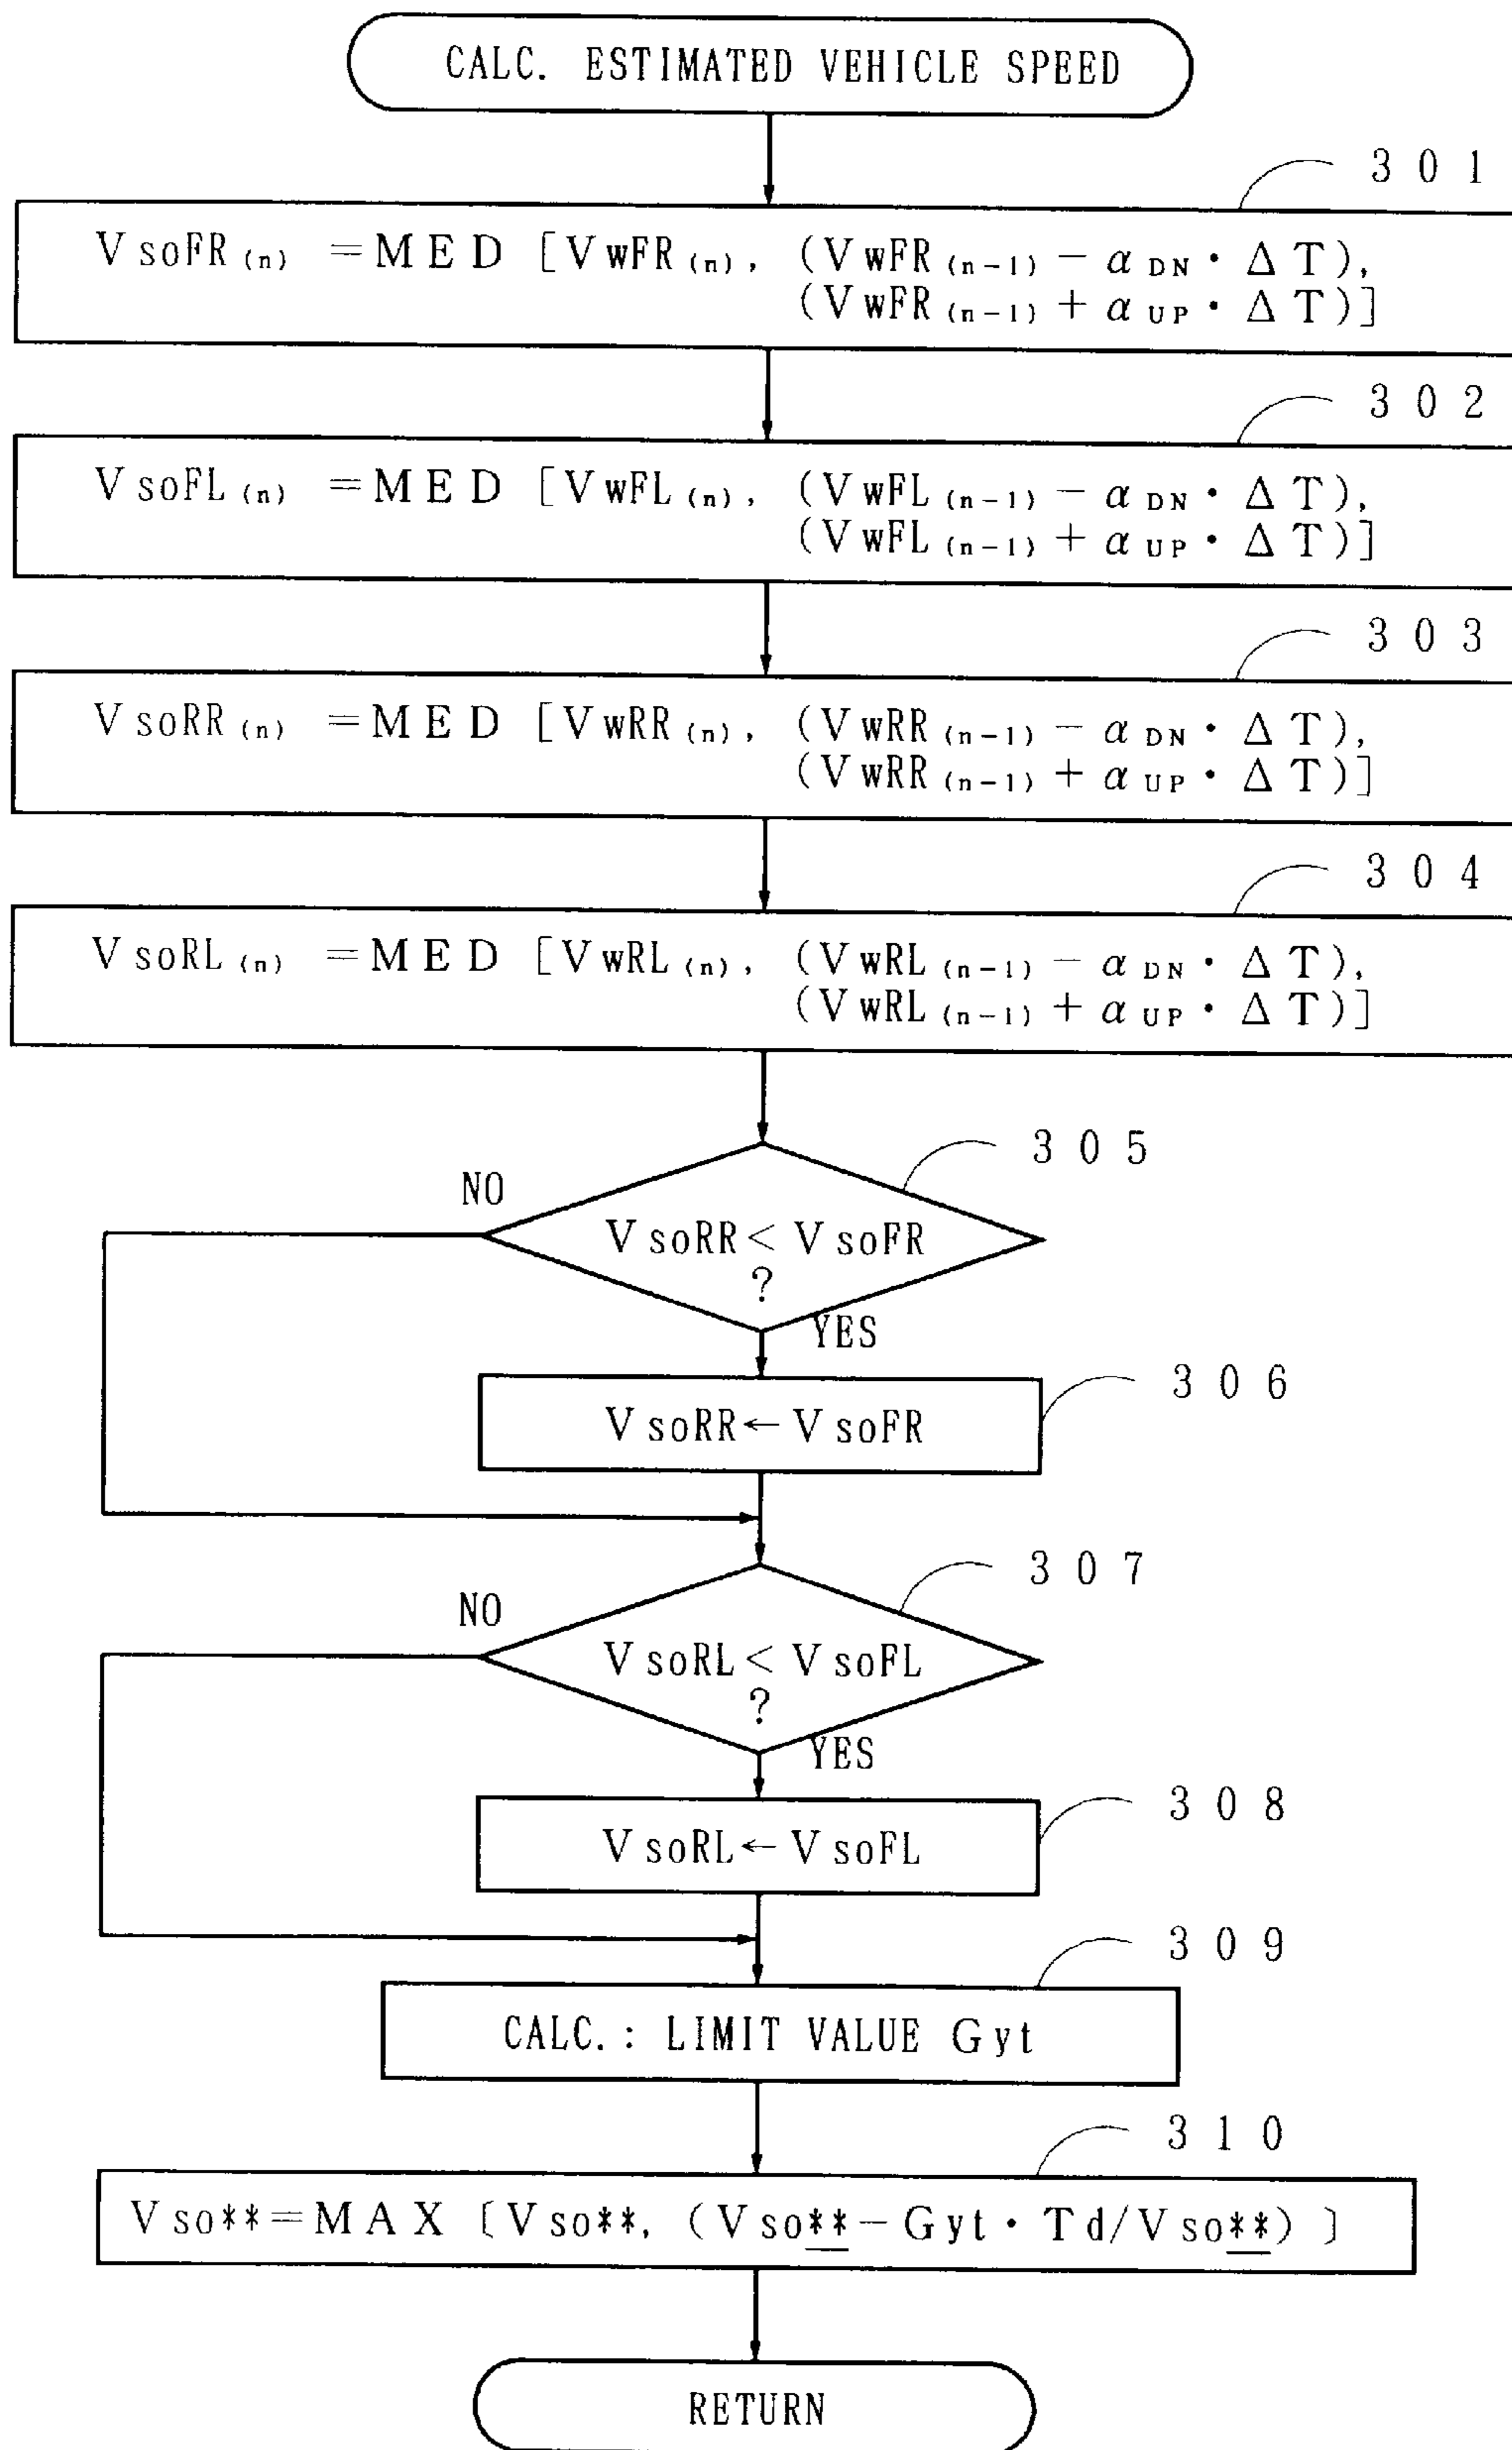 CALC. ESTIMATED VEHICLE SPEED
301
VsoFR(n) =MED [VwFR(n), (VwFR(n-1) − αDN・ΔT),
(VwFR(n-1) + αUP・ΔT)]
302
VsoFL(n) =MED [VwFL(n), (VwFL(n-1) − αDN・ΔT),
(VwFL(n-1) + αUP・ΔT)]
303
VsoRR(n) =MED [VwRR(n), (VwRR(n-1) − αDN・ΔT),
(VwRR(n-1) + αUP・ΔT)]
304
VsoRL(n) =MED [VwRL(n), (VwRL(n-1) − αDN・ΔT),
(VwRL(n-1) + αUP・ΔT)]
305
NO
VsoRR < VsoFR
?
YES
306
VsoRR ← VsoFR
307
NO
VsoRL < VsoFL
?
YES
308
VsoRL ← VsoFL
309
CALC.: LIMIT VALUE Gyt
310
Vso**=MAX [Vso**, (Vso** − Gyt・Td/Vso**)]
RETURN